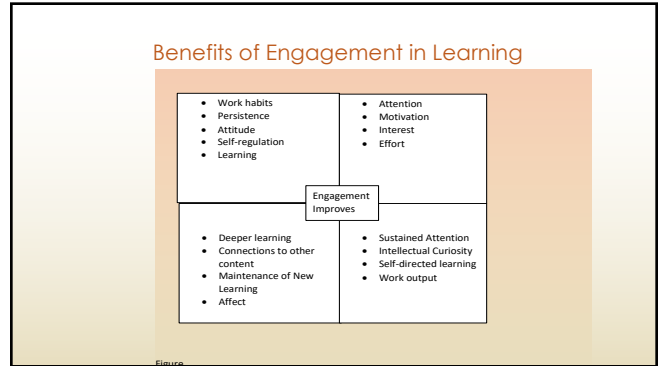 Benefits of Engagement in Learning
• Work habits
• Persistence
• Attitude
• Self-regulation
• Learning
• Attention
• Motivation
• Interest
• Effort
Engagement
Improves
• Deeper learning
• Connections to other
content
• Maintenance of New
Learning
• Affect
• Sustained Attention
• Intellectual Curiosity
• Self-directed learning
• Work output
Figure